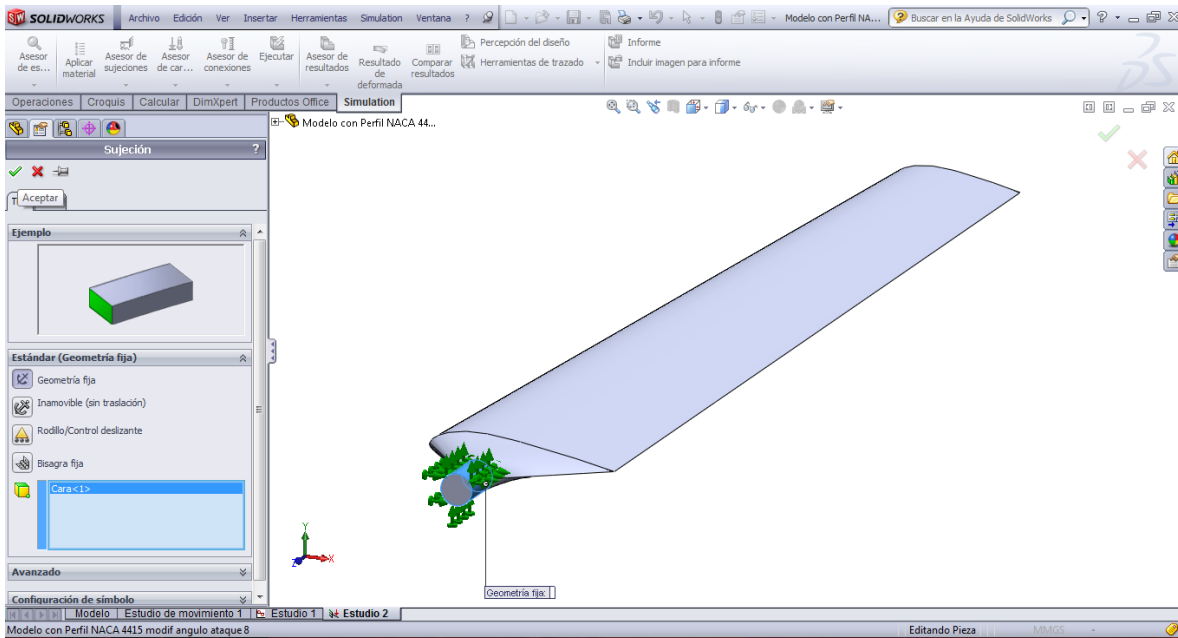 SOLIDWORKS Archivo Edición Ver Insertar Herramientas Simulation Ventana ? Modelo con Perfil NA... Buscar en la Ayuda de SolidWorks ?
Asesor de es...
Aplicar material
Asesor de sujeciones
Asesor de car...
Asesor de conexiones
Ejecutar
Asesor de resultados
Resultado de deformada
Comparar resultados
Percepción del diseño
Herramientas de trazado
Informe
Incluir imagen para informe
Operaciones Croquis Calcular DimXpert Productos Office Simulation
Modelo con Perfil NACA 44...
Sujeción ?
Aceptar
Ejemplo
Estándar (Geometría fija)
Geometría fija
Inamovible (sin traslación)
Rodillo/Control deslizante
Bisagra fija
Cara<1>
Avanzado
Configuración de símbolo
Y
X
Z
Geometría fija:
Modelo Estudio de movimiento 1 Estudio 1 Estudio 2
Modelo con Perfil NACA 4415 modif angulo ataque 8 Editando Pieza MMGS